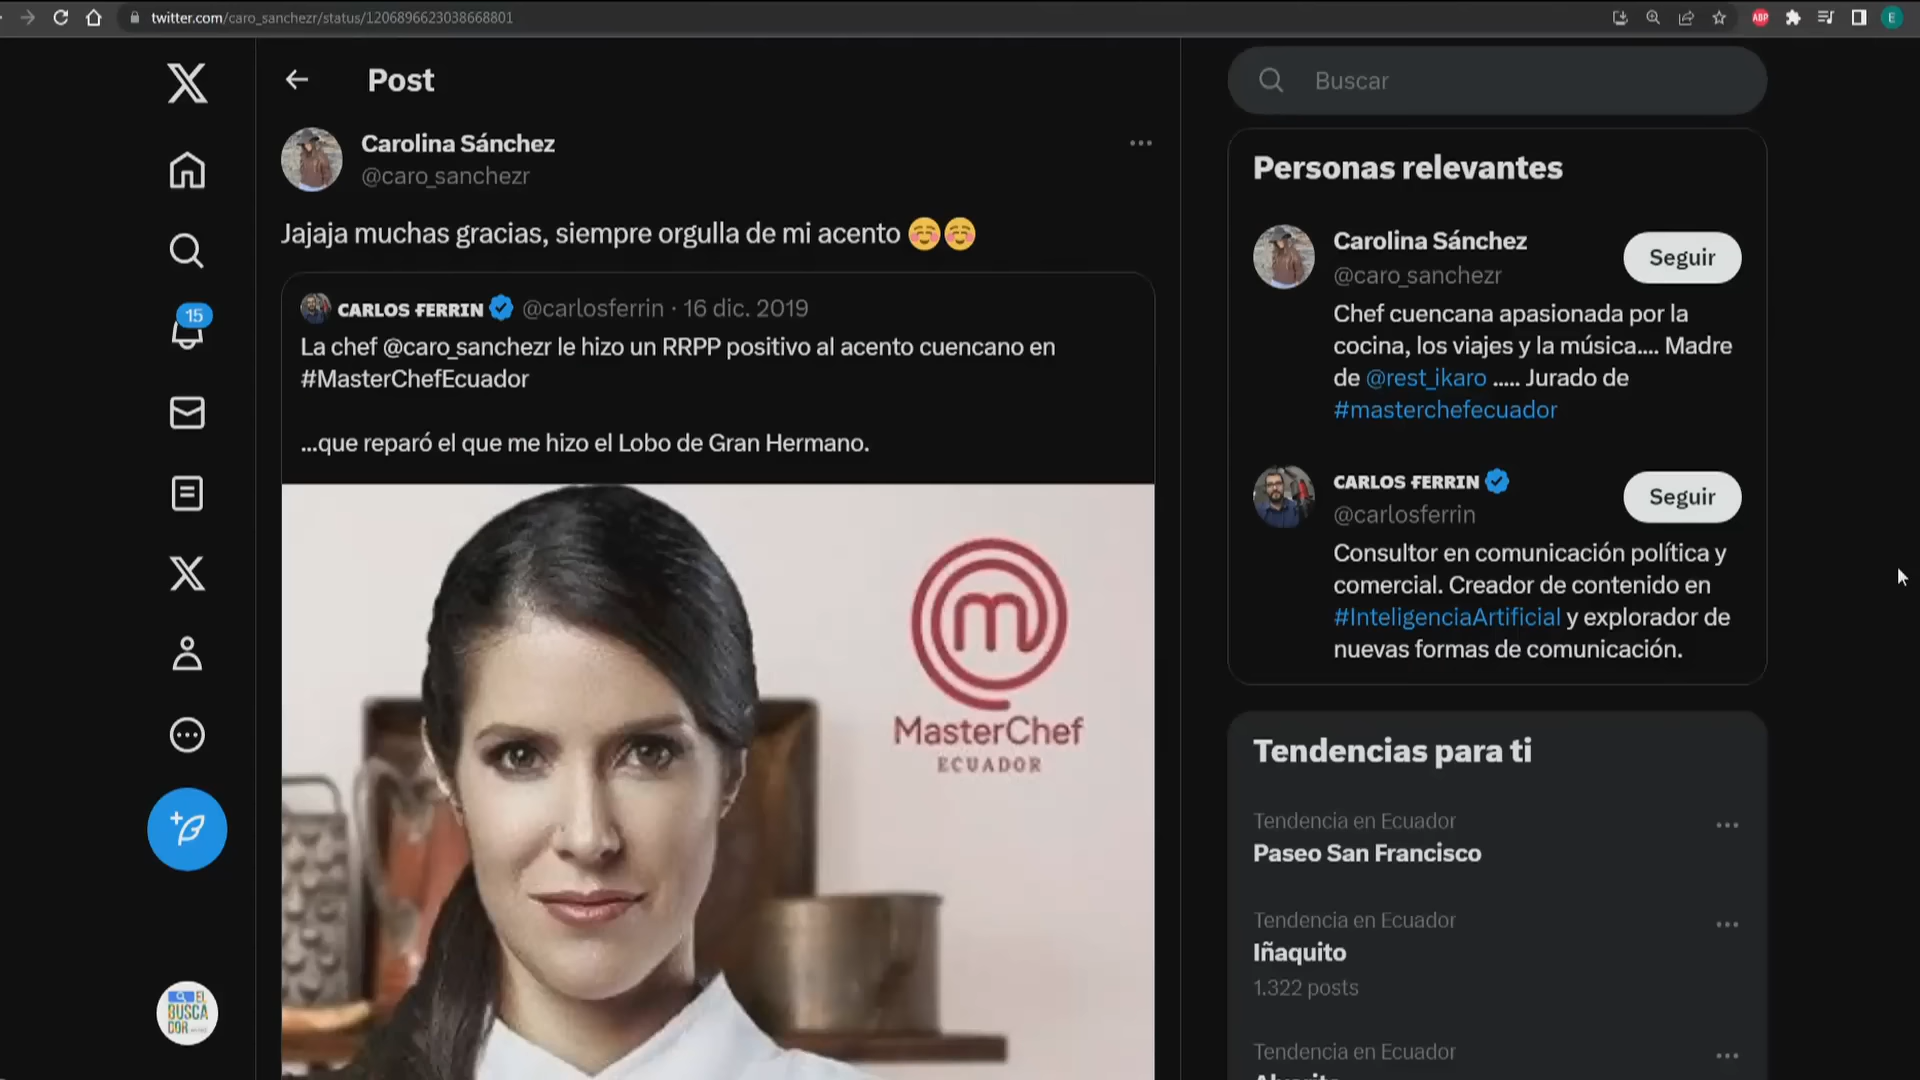 twitter.com/caro_sanchezr/status/1206896623038668801
ABP
E
Post
Buscar
Carolina Sánchez
@caro_sanchezr
Jajaja muchas gracias, siempre orgulla de mi acento ☺️☺️
CARLOS FERRIN @carlosferrin · 16 dic. 2019
La chef @caro_sanchezr le hizo un RRPP positivo al acento cuencano en
#MasterChefEcuador
...que reparó el que me hizo el Lobo de Gran Hermano.
MasterChef
ECUADOR
15
EL
BUSCA
DOR
Personas relevantes
Carolina Sánchez
@caro_sanchezr
Seguir
Chef cuencana apasionada por la
cocina, los viajes y la música.... Madre
de @rest_ikaro ..... Jurado de
#masterchefecuador
CARLOS FERRIN
@carlosferrin
Seguir
Consultor en comunicación política y
comercial. Creador de contenido en
#InteligenciaArtificial y explorador de
nuevas formas de comunicación.
Tendencias para ti
Tendencia en Ecuador
Paseo San Francisco
Tendencia en Ecuador
Iñaquito
1.322 posts
Tendencia en Ecuador